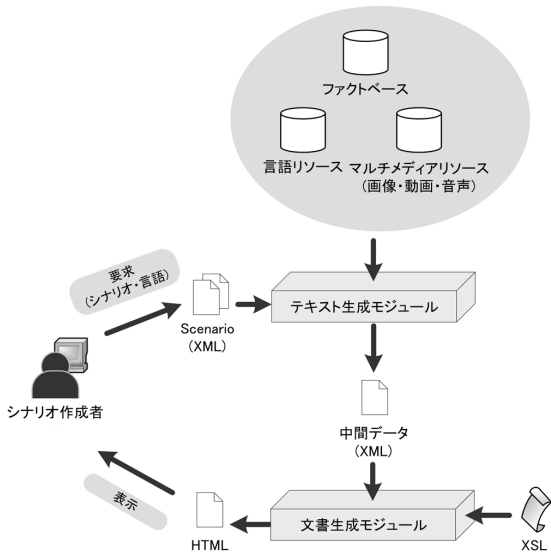 ファクトベース
言語リソース
マルチメディアリソース
(画像・動画・音声)
要求
(シナリオ・言語)
Scenario
(XML)
テキスト生成モジュール
シナリオ作成者
中間データ
(XML)
表示
HTML
文書生成モジュール
XSL